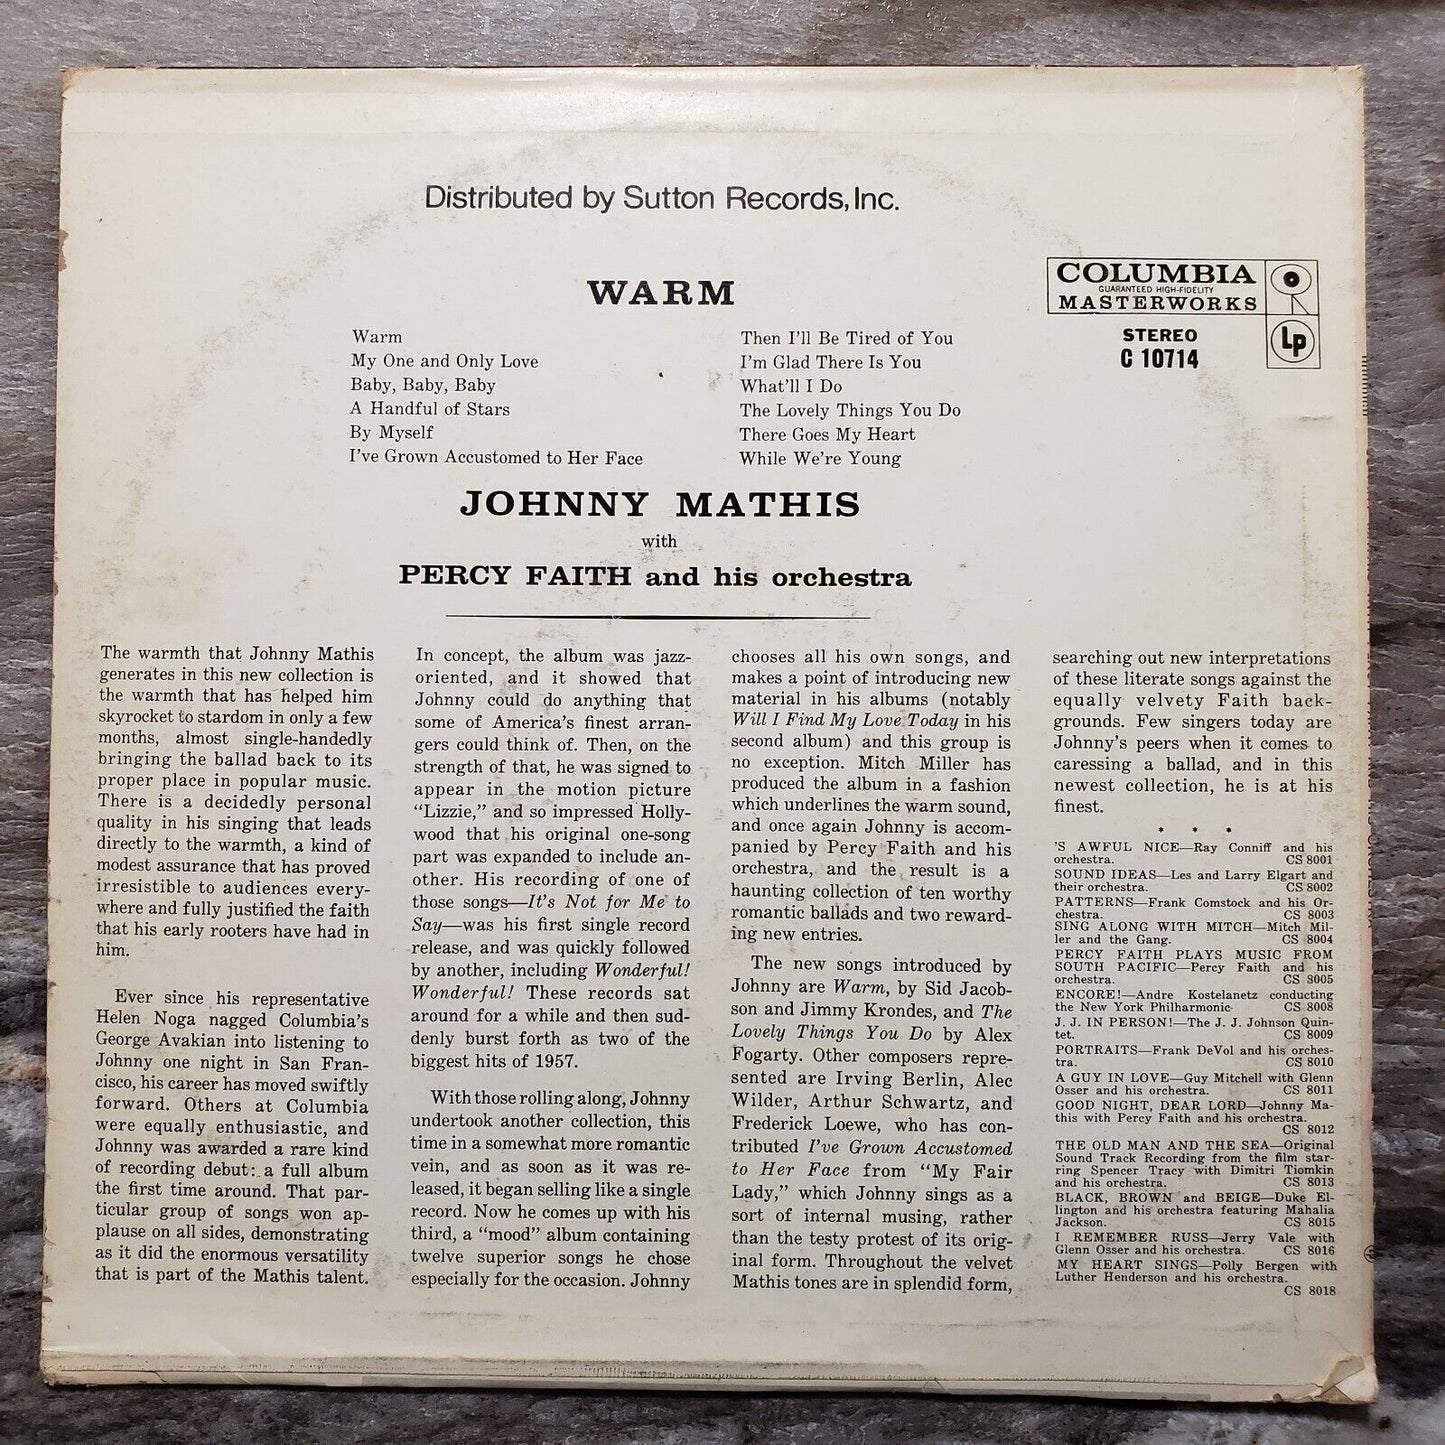 Distributed by Sutton Records, Inc.
WARM
Warm
My One and Only Love
Baby, Baby, Baby
A Handful of Stars
By Myself
I've Grown Accustomed to Her Face
Then I'll Be Tired of You
I'm Glad There Is You
What'll I Do
The Lovely Things You Do
There Goes My Heart
While We're Young
COLUMBIA
GUARANTEED HIGH-FIDELITY
MASTERWORKS
Lp
STEREO
C 10714
JOHNNY MATHIS
with
PERCY FAITH and his orchestra
The warmth that Johnny Mathis
generates in this new collection is
the warmth that has helped him
skyrocket to stardom in only a few
months, almost single-handedly
bringing the ballad back to its
proper place in popular music.
There is a decidedly personal
quality in his singing that leads
directly to the warmth, a kind of
modest assurance that has proved
irresistible to audiences every-
where and fully justified the faith
that his early rooters have had in
him.
Ever since his representative
Helen Noga nagged Columbia's
George Avakian into listening to
Johnny one night in San Fran-
cisco, his career has moved swiftly
forward. Others at Columbia
were equally enthusiastic, and
Johnny was awarded a rare kind
of recording debut: a full album
the first time around. That par-
ticular group of songs won ap-
plause on all sides, demonstrating
as it did the enormous versatility
that is part of the Mathis talent.
In concept, the album was jazz-
oriented, and it showed that
Johnny could do anything that
some of America's finest arran-
gers could think of. Then, on the
strength of that, he was signed to
appear in the motion picture
"Lizzie," and so impressed Holly-
wood that his original one-song
part was expanded to include an-
other. His recording of one of
those songs—It's Not for Me to
Say—was his first single record
release, and was quickly followed
by another, including Wonderful!
Wonderful! These records sat
around for a while and then sud-
denly burst forth as two of the
biggest hits of 1957.
With those rolling along, Johnny
undertook another collection, this
time in a somewhat more romantic
vein, and as soon as it was re-
leased, it began selling like a single
record. Now he comes up with his
third, a "mood" album containing
twelve superior songs he chose
especially for the occasion. Johnny
chooses all his own songs, and
makes a point of introducing new
material in his albums (notably
Will I Find My Love Today in his
second album) and this group is
no exception. Mitch Miller has
produced the album in a fashion
which underlines the warm sound,
and once again Johnny is accom-
panied by Percy Faith and his
orchestra, and the result is a
haunting collection of ten worthy
romantic ballads and two reward-
ing new entries.
The new songs introduced by
Johnny are Warm, by Sid Jacob-
son and Jimmy Krondes, and The
Lovely Things You Do by Alex
Fogarty. Other composers repre-
sented are Irving Berlin, Alec
Wilder, Arthur Schwartz, and
Frederick Loewe, who has con-
tributed I've Grown Accustomed
to Her Face from "My Fair
Lady," which Johnny sings as a
sort of internal musing, rather
than the testy protest of its orig-
inal form. Throughout the velvet
Mathis tones are in splendid form,
searching out new interpretations
of these literate songs against the
equally velvety Faith back-
grounds. Few singers today are
Johnny's peers when it comes to
caressing a ballad, and in this
newest collection, he is at his
finest.
* * *
'S AWFUL NICE—Ray Conniff and his
orchestra. CS 8001
SOUND IDEAS—Les and Larry Elgart and
their orchestra. CS 8002
PATTERNS—Frank Comstock and his Or-
chestra. CS 8003
SING ALONG WITH MITCH—Mitch Mil-
ler and the Gang. CS 8004
PERCY FAITH PLAYS MUSIC FROM
SOUTH PACIFIC—Percy Faith and his
orchestra. CS 8005
ENCORE!—Andre Kostelanetz conducting
the New York Philharmonic. CS 8008
J. J. IN PERSON!—The J. J. Johnson Quin-
tet. CS 8009
PORTRAITS—Frank DeVol and his orches-
tra. CS 8010
A GUY IN LOVE—Guy Mitchell with Glenn
Osser and his orchestra. CS 8011
GOOD NIGHT, DEAR LORD—Johnny Ma-
this with Percy Faith and his orchestra.
CS 8012
THE OLD MAN AND THE SEA—Original
Sound Track Recording from the film star-
ring Spencer Tracy with Dimitri Tiomkin
and his orchestra. CS 8013
BLACK, BROWN and BEIGE—Duke El-
lington and his orchestra featuring Mahalia
Jackson. CS 8015
I REMEMBER RUSS—Jerry Vale with
Glenn Osser and his orchestra. CS 8016
MY HEART SINGS—Polly Bergen with
Luther Henderson and his orchestra.
CS 8018